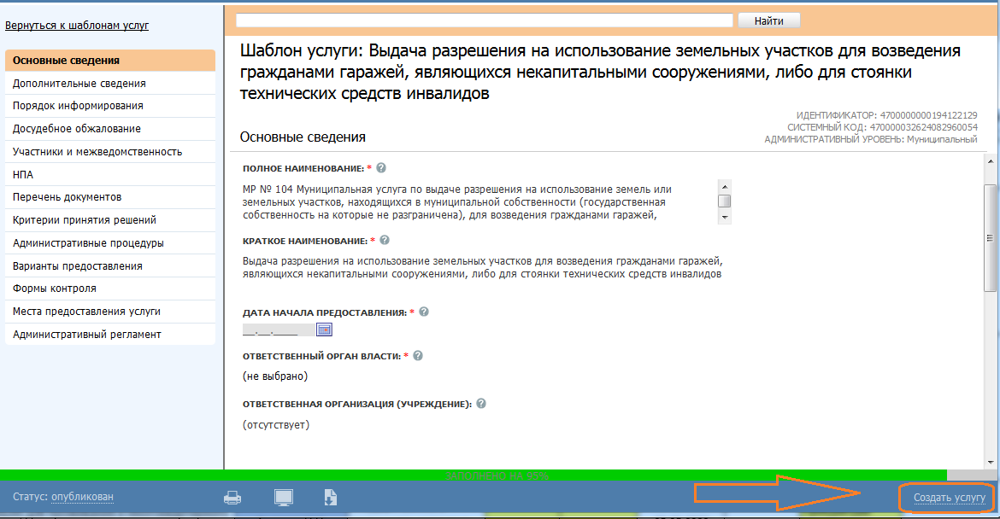 Вернуться к шаблонам услуг
Основные сведения
Дополнительные сведения
Порядок информирования
Досудебное обжалование
Участники и межведомственность
НПА
Перечень документов
Критерии принятия решений
Административные процедуры
Варианты предоставления
Формы контроля
Места предоставления услуги
Административный регламент
Найти
Шаблон услуги: Выдача разрешения на использование земельных участков для возведения
гражданами гаражей, являющихся некапитальными сооружениями, либо для стоянки
технических средств инвалидов
ИДЕНТИФИКАТОР: 4700000000194122129
СИСТЕМНЫЙ КОД: 470000032624082960054
АДМИНИСТРАТИВНЫЙ УРОВЕНЬ: Муниципальный
Основные сведения
ПОЛНОЕ НАИМЕНОВАНИЕ: * ?
МР № 104 Муниципальная услуга по выдаче разрешения на использование земель или
земельных участков, находящихся в муниципальной собственности (государственная
собственность на которые не разграничена), для возведения гражданами гаражей,
КРАТКОЕ НАИМЕНОВАНИЕ: * ?
Выдача разрешения на использование земельных участков для возведения гражданами гаражей,
являющихся некапитальными сооружениями, либо для стоянки технических средств инвалидов
ДАТА НАЧАЛА ПРЕДОСТАВЛЕНИЯ: * ?
__.__.____
ОТВЕТСТВЕННЫЙ ОРГАН ВЛАСТИ: * ?
(не выбрано)
ОТВЕТСТВЕННАЯ ОРГАНИЗАЦИЯ (УЧРЕЖДЕНИЕ): ?
(отсутствует)
ЗАПОЛНЕНО НА 95%
Статус: опубликован
Создать услугу